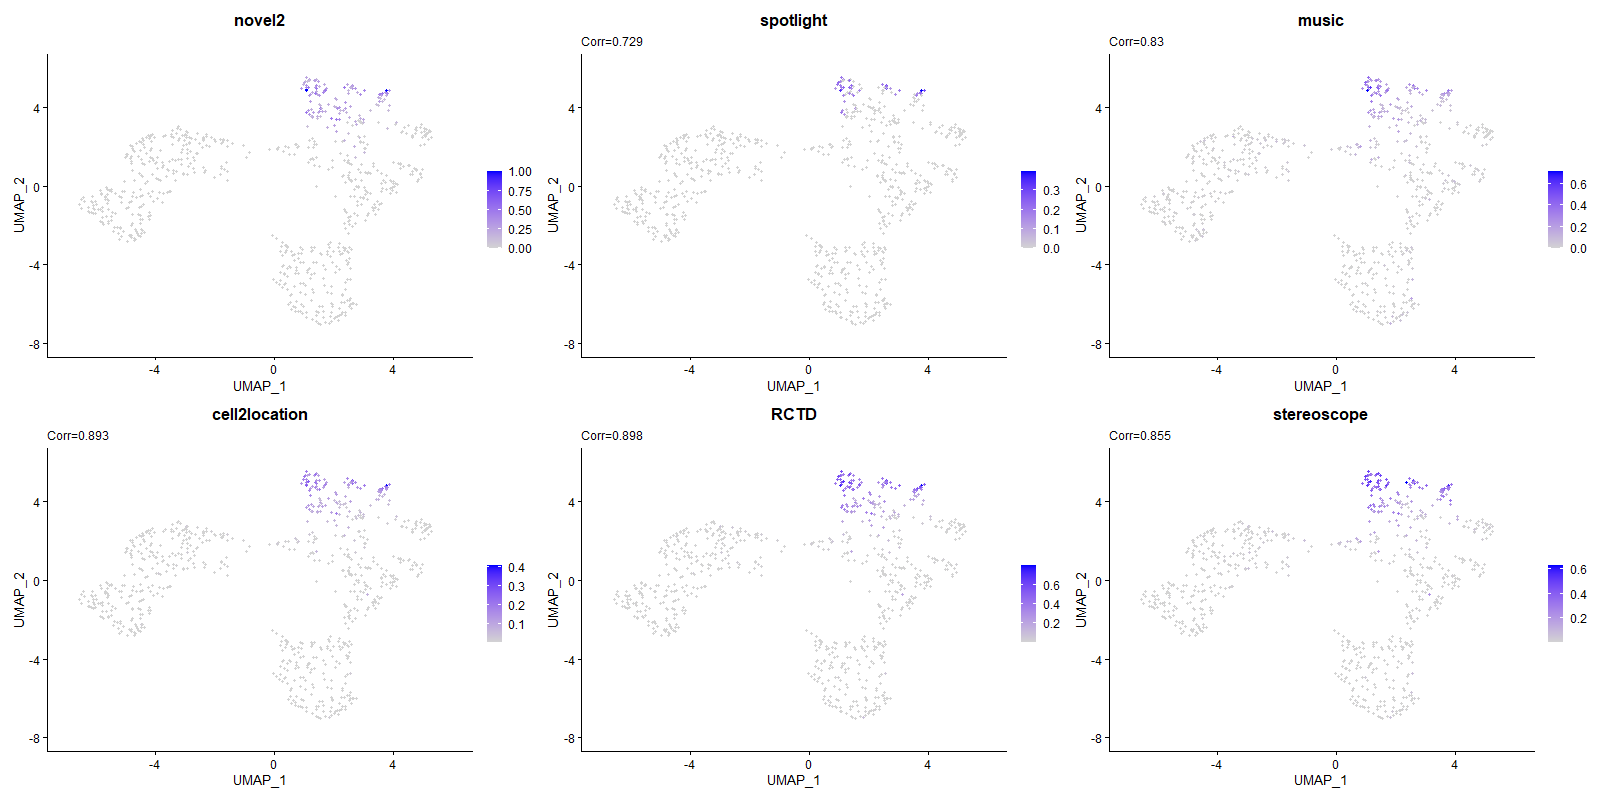 novel2
spotlight
music
Corr=0.729
Corr=0.83
UMAP_2
4
0
-4
-8
-4
0
4
UMAP_1
1.00
0.75
0.50
0.25
0.00
UMAP_2
4
0
-4
-8
-4
0
4
UMAP_1
0.3
0.2
0.1
0.0
UMAP_2
4
0
-4
-8
-4
0
4
UMAP_1
0.6
0.4
0.2
0.0
cell2location
RCTD
stereoscope
Corr=0.893
Corr=0.898
Corr=0.855
UMAP_2
4
0
-4
-8
-4
0
4
UMAP_1
0.4
0.3
0.2
0.1
UMAP_2
4
0
-4
-8
-4
0
4
UMAP_1
0.6
0.4
0.2
UMAP_2
4
0
-4
-8
-4
0
4
UMAP_1
0.6
0.4
0.2